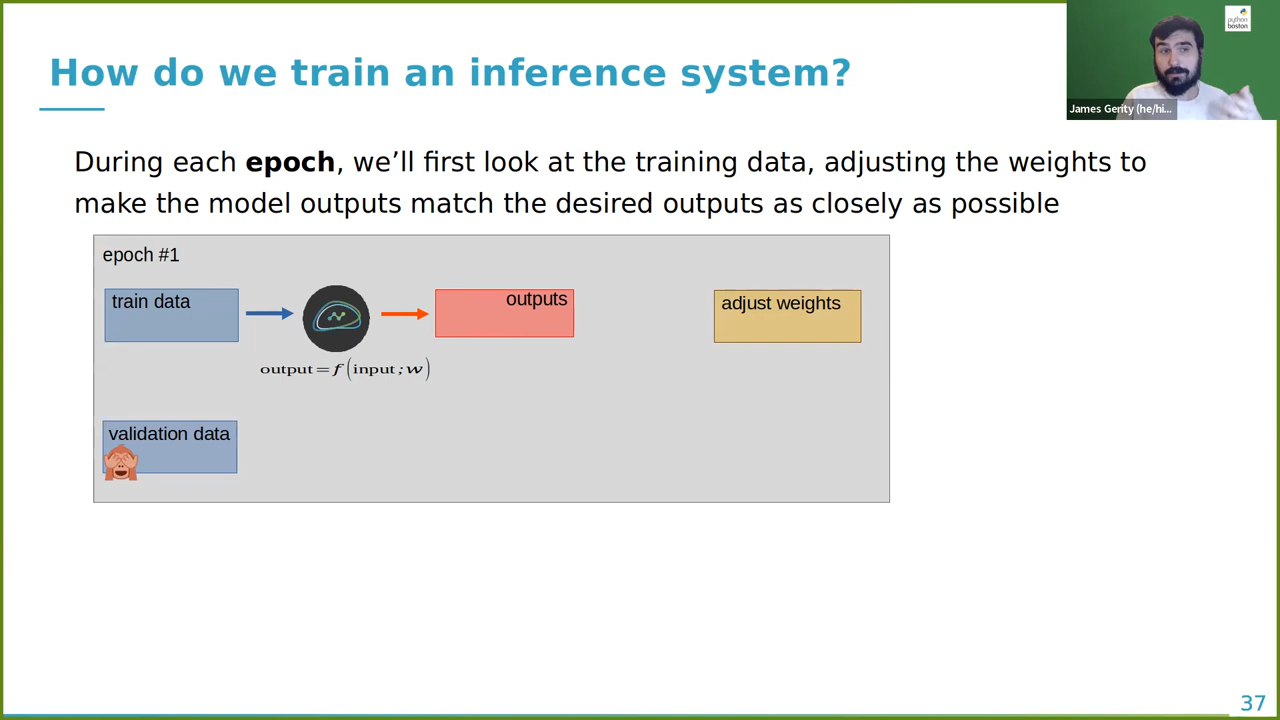 How do we train an inference system?
python
boston
James Gerity (he/hi...
During each epoch, we’ll first look at the training data, adjusting the weights to
make the model outputs match the desired outputs as closely as possible
epoch #1
train data
outputs
adjust weights
output=f(input;w)
validation data
37